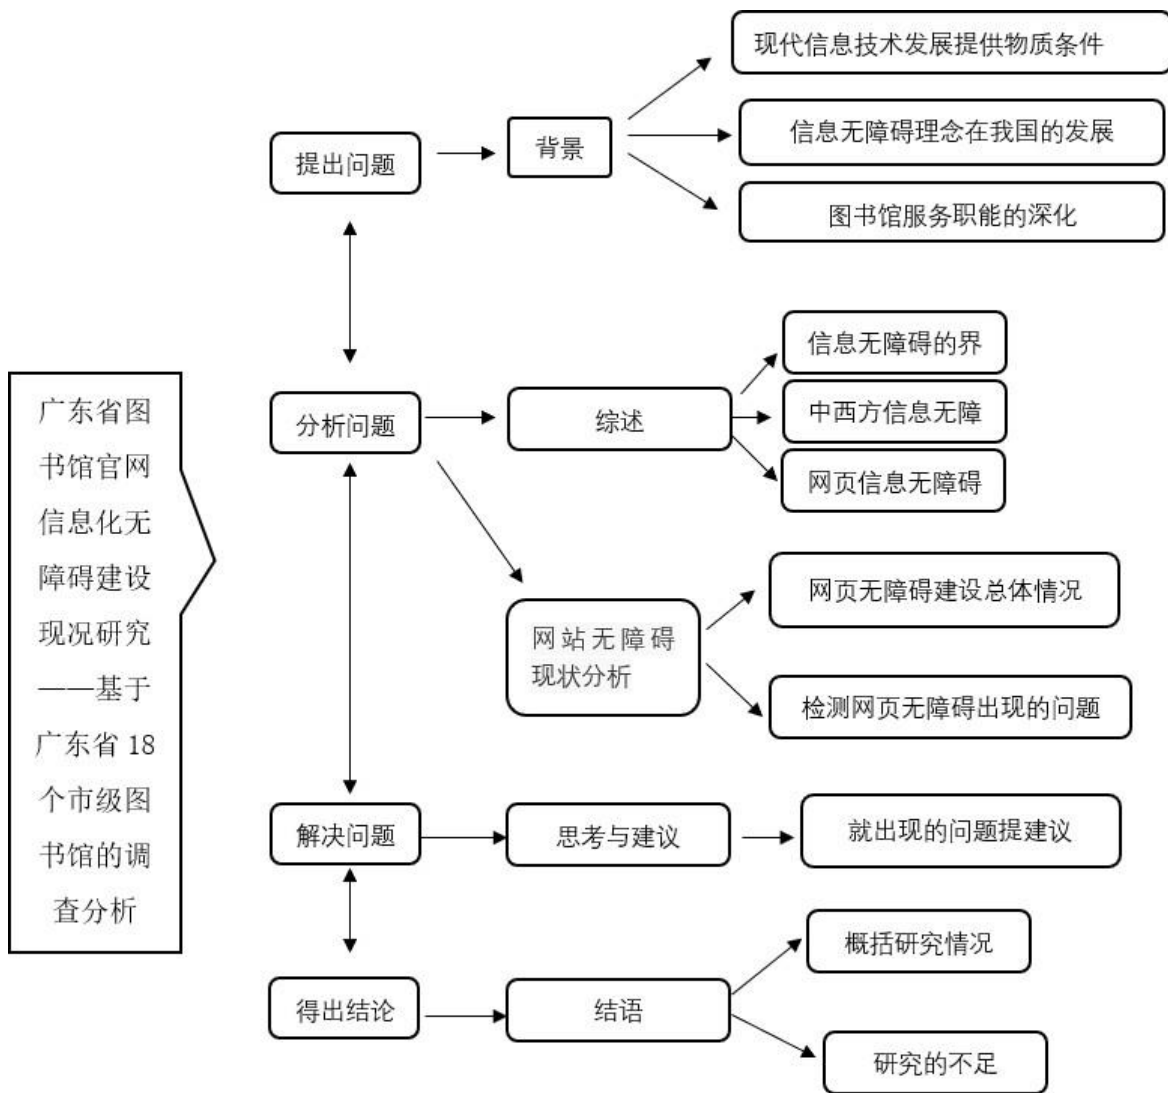 广东省图
书馆官网
信息化无
障碍建设
现况研究
——基于
广东省 18
个市级图
书馆的调
查分析
提出问题
背景
现代信息技术发展提供物质条件
信息无障碍理念在我国的发展
图书馆服务职能的深化
分析问题
综述
信息无障碍的界
中西方信息无障
网页信息无障碍
网站无障碍
现状分析
网页无障碍建设总体情况
检测网页无障碍出现的问题
解决问题
思考与建议
就出现的问题提建议
得出结论
结语
概括研究情况
研究的不足